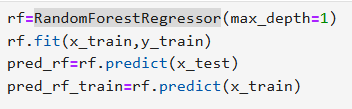 rf=RandomForestRegressor(max_depth=1)
rf.fit(x_train,y_train)
pred_rf=rf.predict(x_test)
pred_rf_train=rf.predict(x_train)